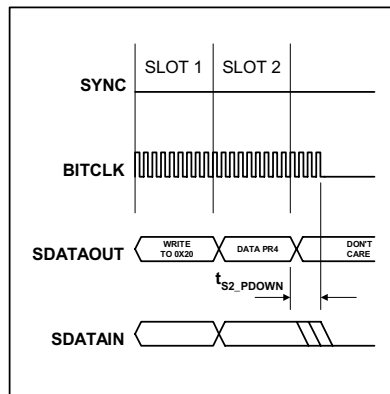 SLOT 1 SLOT 2
SYNC
BITCLK
SDATAOUT
WRITE
TO 0X20
DATA PR4
DON'T
CARE
tS2_PDOWN
SDATAIN